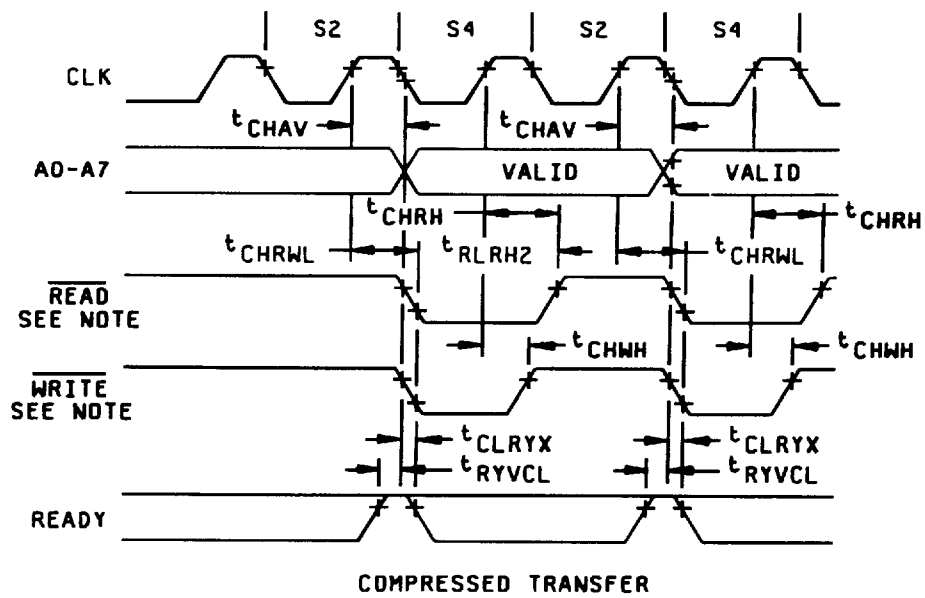 S2 S4 S2 S4
CLK
tCHAV tCHAV
A0-A7 VALID VALID
tCHRH tCHRH
tCHRWL tRLRH2 tCHRWL
READ
SEE NOTE
tCHWH tCHWH
WRITE
SEE NOTE
tCLRYX tCLRYX
tRYVCL tRYVCL
READY
COMPRESSED TRANSFER